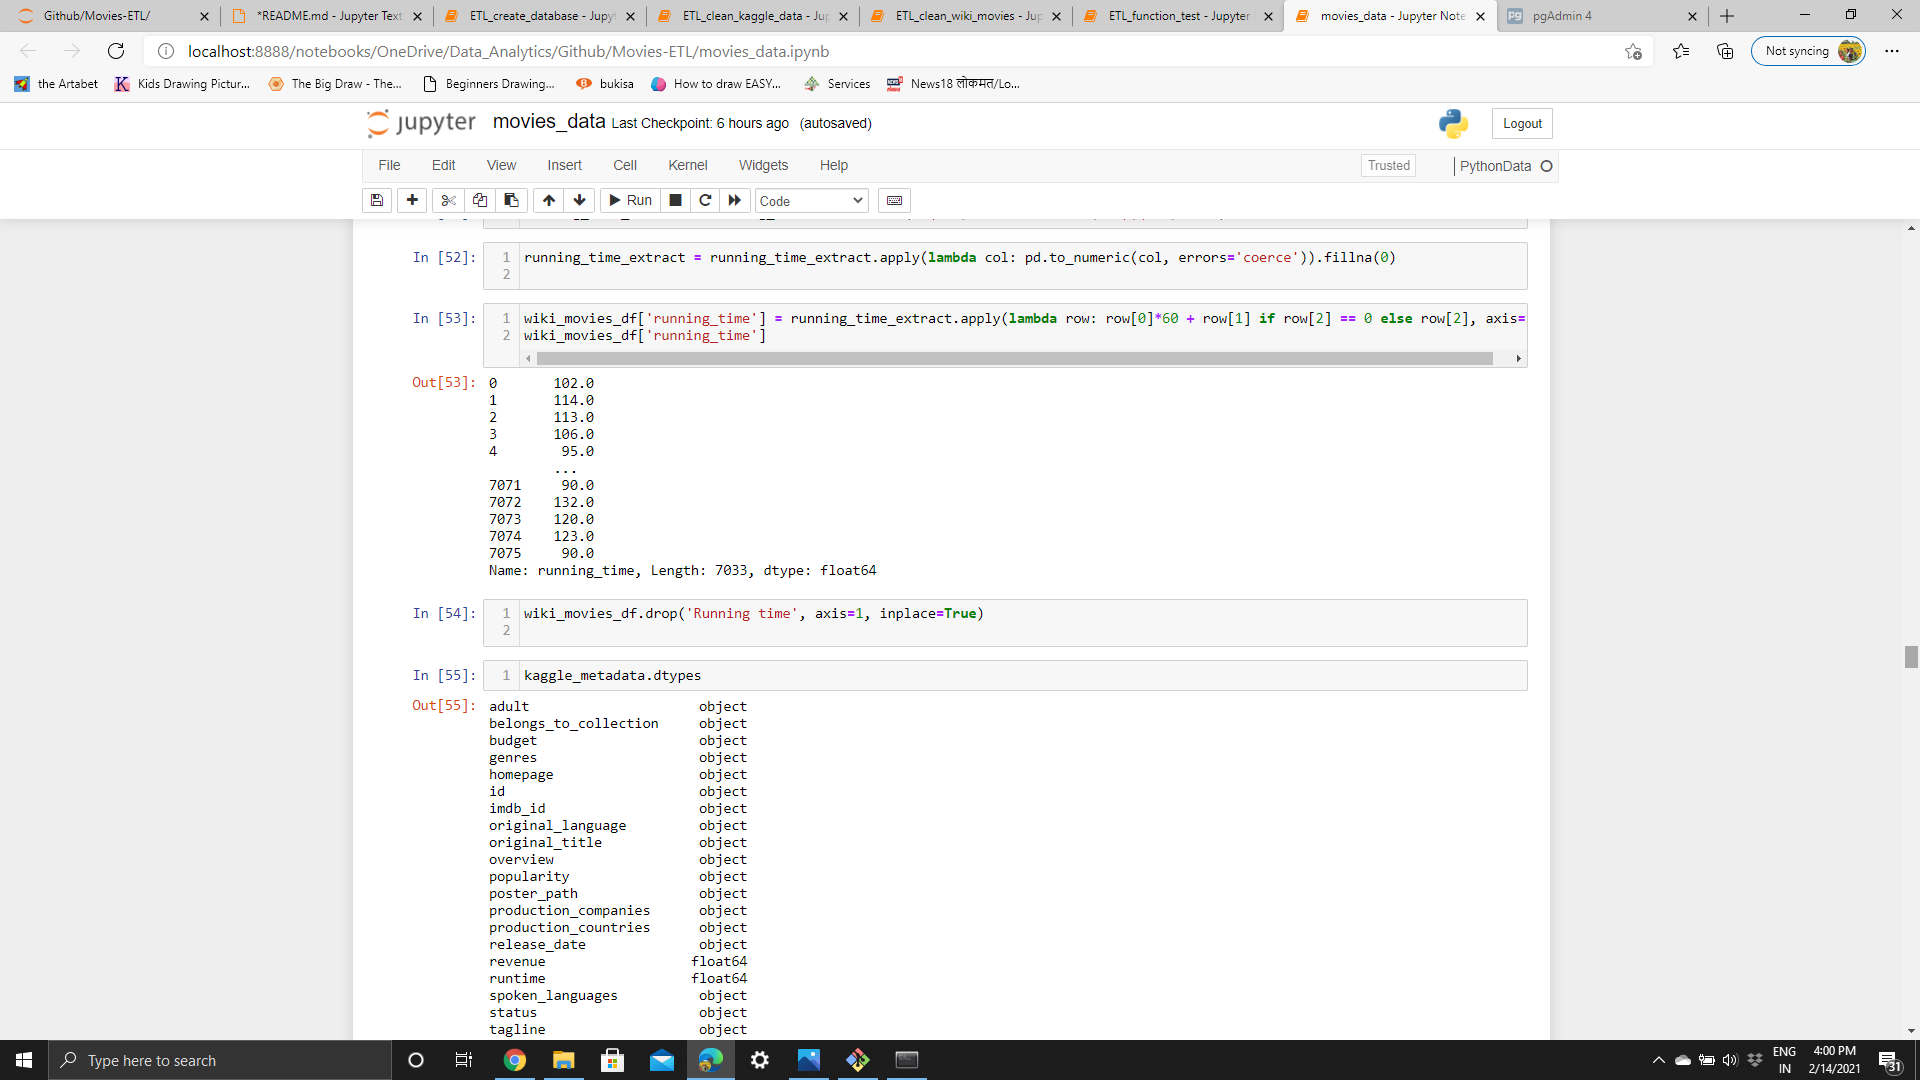 Github/Movies-ETL/
*README.md - Jupyter Text
ETL_create_database - Jupyt
ETL_clean_kaggle_data - Jup
ETL_clean_wiki_movies - Jup
ETL_function_test - Jupyter
movies_data - Jupyter Note
pgAdmin 4
localhost:8888/notebooks/OneDrive/Data_Analytics/Github/Movies-ETL/movies_data.ipynb
Not syncing
the Artabet
Kids Drawing Pictur...
The Big Draw - The...
Beginners Drawing...
bukisa
How to draw EASY...
Services
News18 लोकमत/Lo...
jupyter movies_data Last Checkpoint: 6 hours ago (autosaved)
Logout
File Edit View Insert Cell Kernel Widgets Help
Trusted
PythonData
Run
Code
In [52]: 1 running_time_extract = running_time_extract.apply(lambda col: pd.to_numeric(col, errors='coerce')).fillna(0)
2
In [53]: 1 wiki_movies_df['running_time'] = running_time_extract.apply(lambda row: row[0]*60 + row[1] if row[2] == 0 else row[2], axis=
2 wiki_movies_df['running_time']
Out[53]: 0 102.0
1 114.0
2 113.0
3 106.0
4 95.0
...
7071 90.0
7072 132.0
7073 120.0
7074 123.0
7075 90.0
Name: running_time, Length: 7033, dtype: float64
In [54]: 1 wiki_movies_df.drop('Running time', axis=1, inplace=True)
2
In [55]: 1 kaggle_metadata.dtypes
Out[55]: adult object
belongs_to_collection object
budget object
genres object
homepage object
id object
imdb_id object
original_language object
original_title object
overview object
popularity object
poster_path object
production_companies object
production_countries object
release_date object
revenue float64
runtime float64
spoken_languages object
status object
tagline object
Type here to search
ENG
IN
4:00 PM
2/14/2021
31